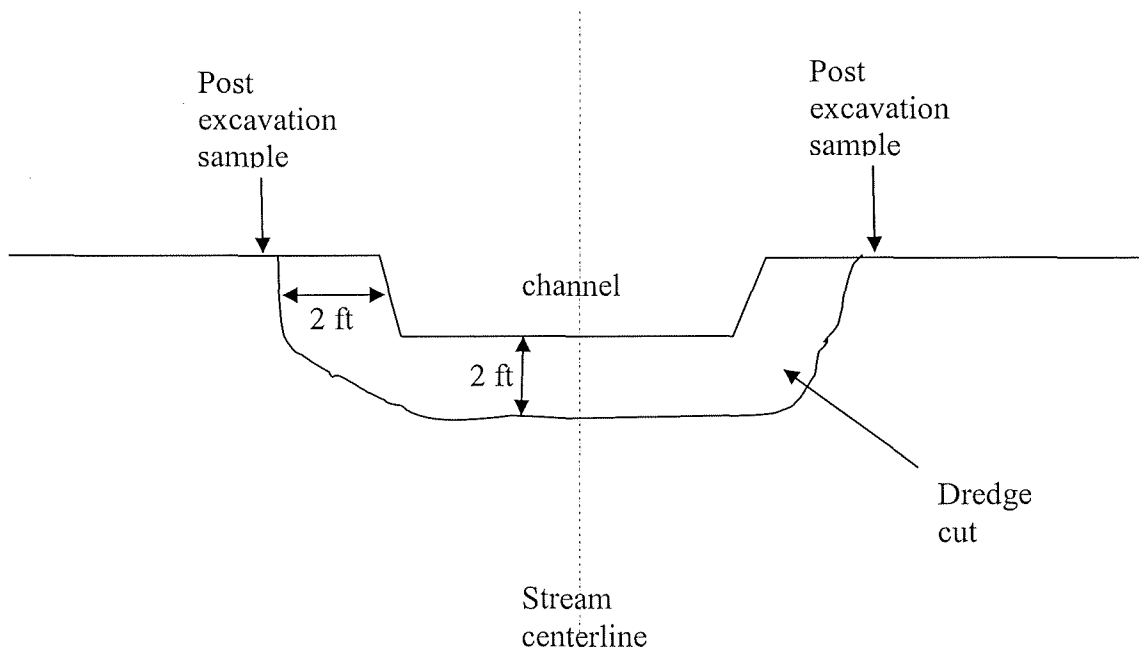 Post
excavation
sample
Post
excavation
sample
channel
2 ft
2 ft
Dredge
cut
Stream
centerline